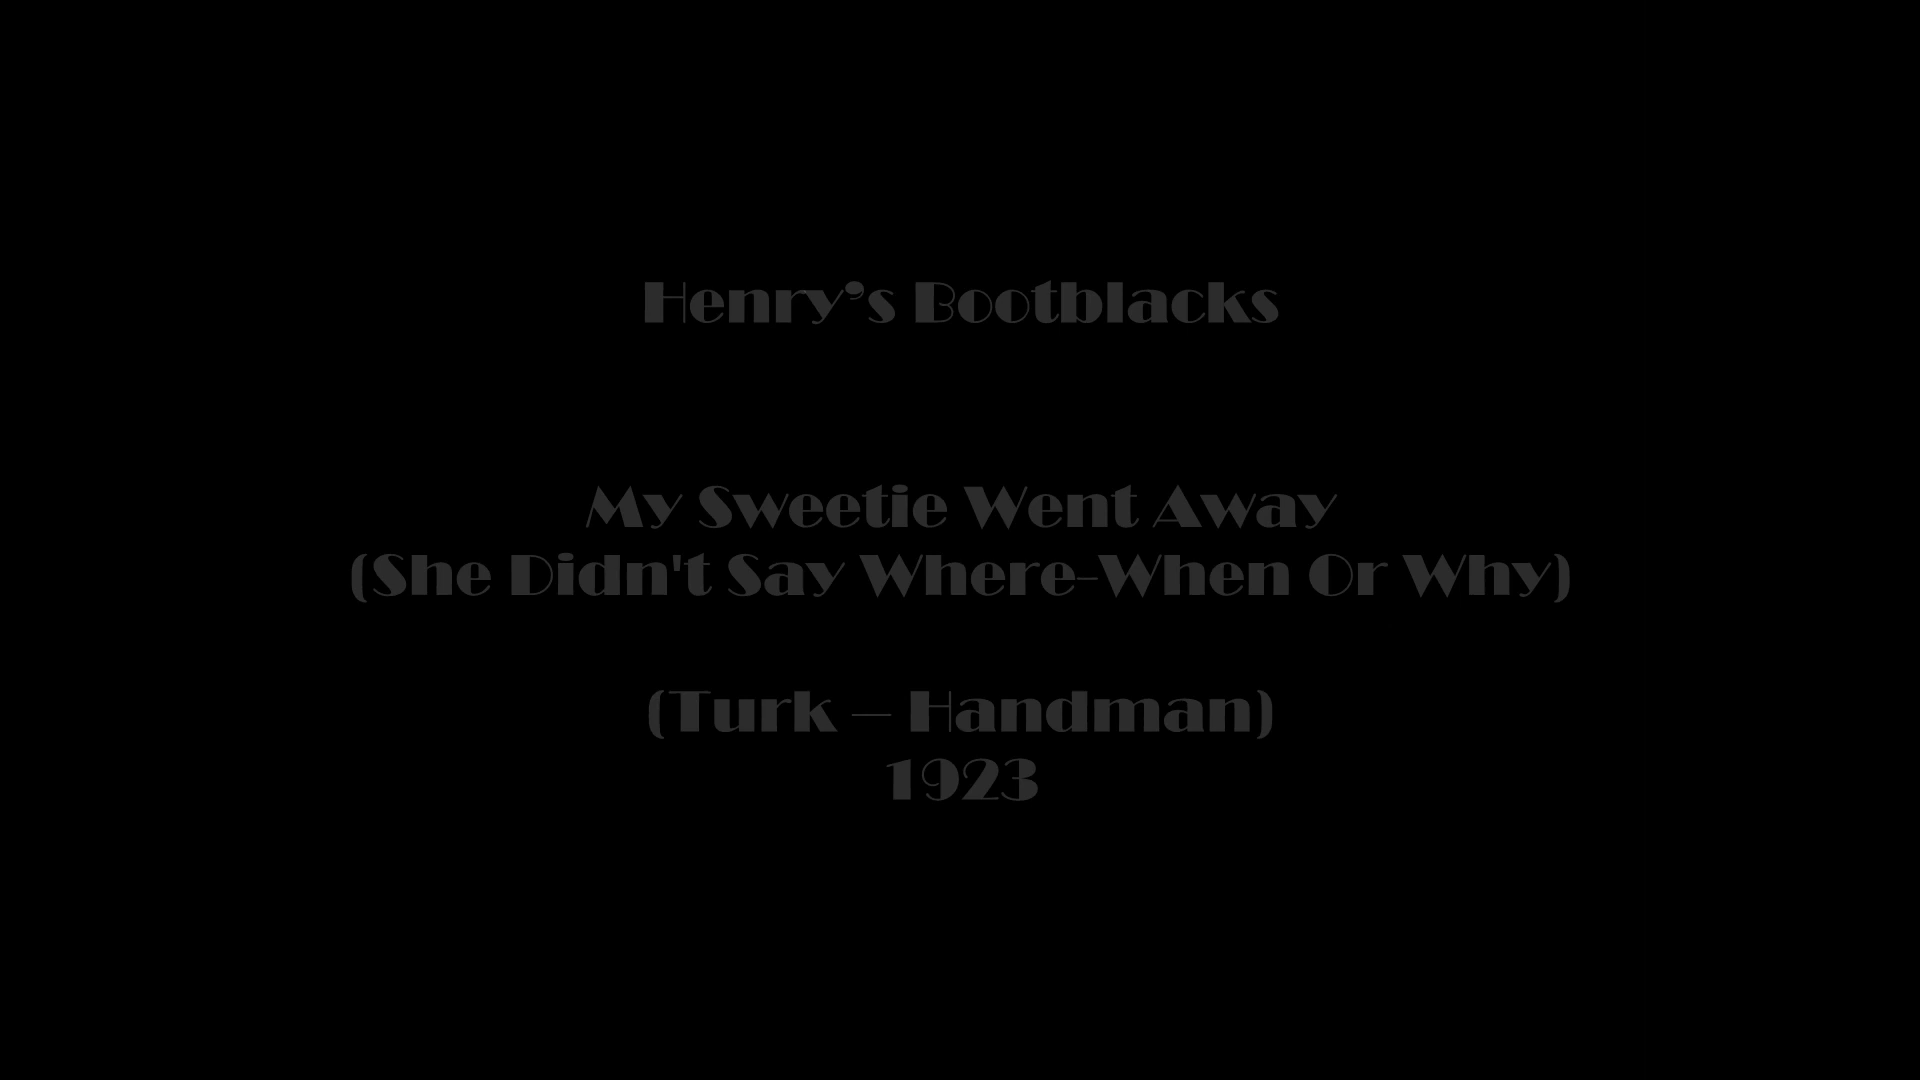 Henry’s Bootblacks
My Sweetie Went Away
(She Didn't Say Where-When Or Why)
(Turk – Handman)
1923